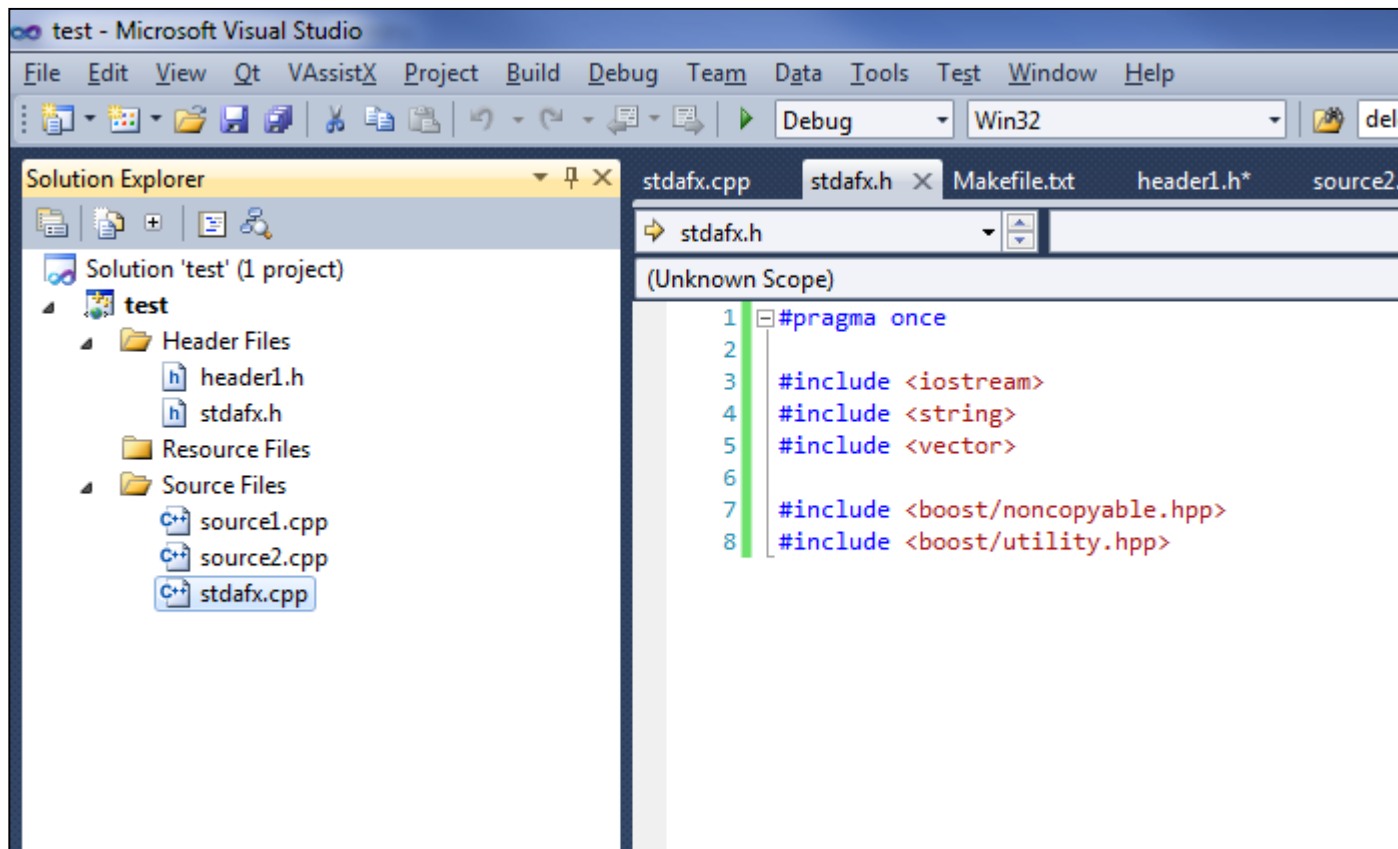 test - Microsoft Visual Studio
File Edit View Qt VAssistX Project Build Debug Team Data Tools Test Window Help
Debug Win32 del
Solution Explorer
Solution 'test' (1 project)
test
Header Files
header1.h
stdafx.h
Resource Files
Source Files
source1.cpp
source2.cpp
stdafx.cpp
stdafx.cpp stdafx.h Makefile.txt header1.h* source2.
stdafx.h
(Unknown Scope)
1 #pragma once
2
3 #include <iostream>
4 #include <string>
5 #include <vector>
6
7 #include <boost/noncopyable.hpp>
8 #include <boost/utility.hpp>